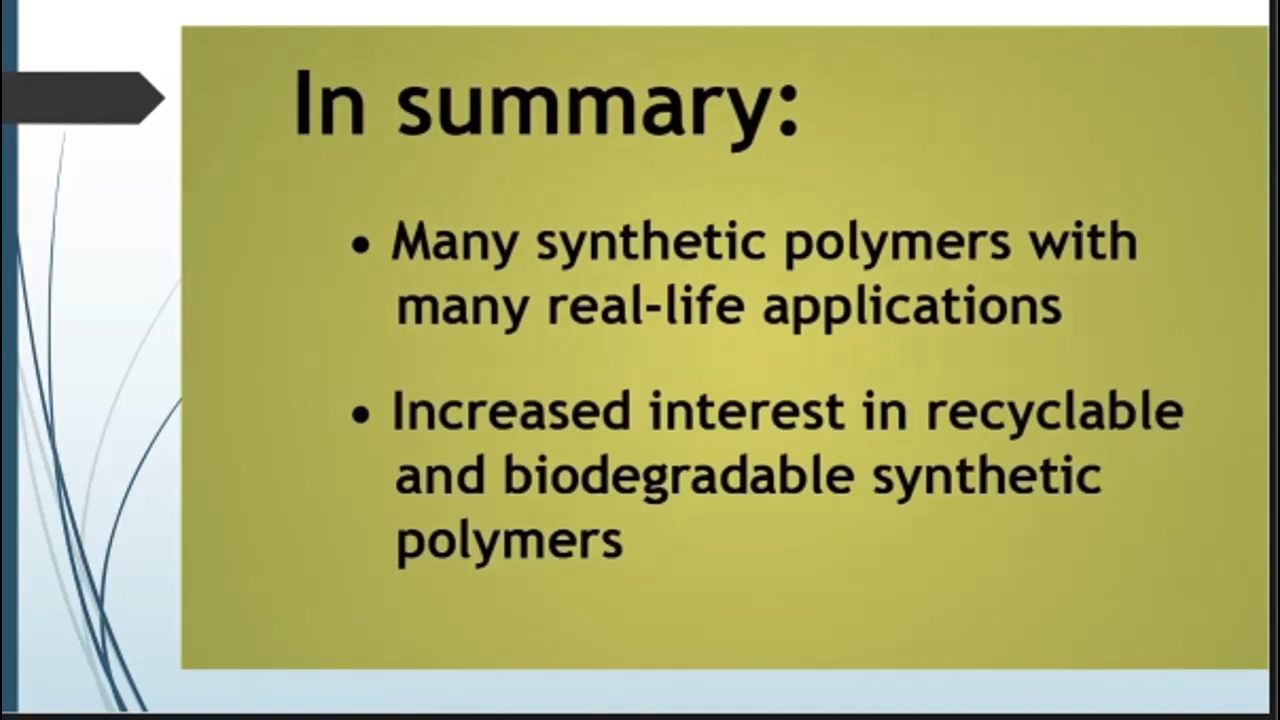 In summary:
• Many synthetic polymers with
many real-life applications
• Increased interest in recyclable
and biodegradable synthetic
polymers